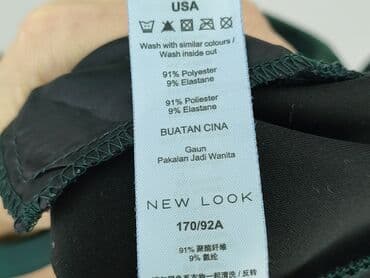 USA
Wash with similar colours /
Wash inside out
91% Polyester
9% Elastane
91% Poliester
9% Elastane
BUATAN CINA
Gaun
Pakaian Jadi Wanita
NEW LOOK
170/92A
91% 聚酯纤维
9% 氨纶